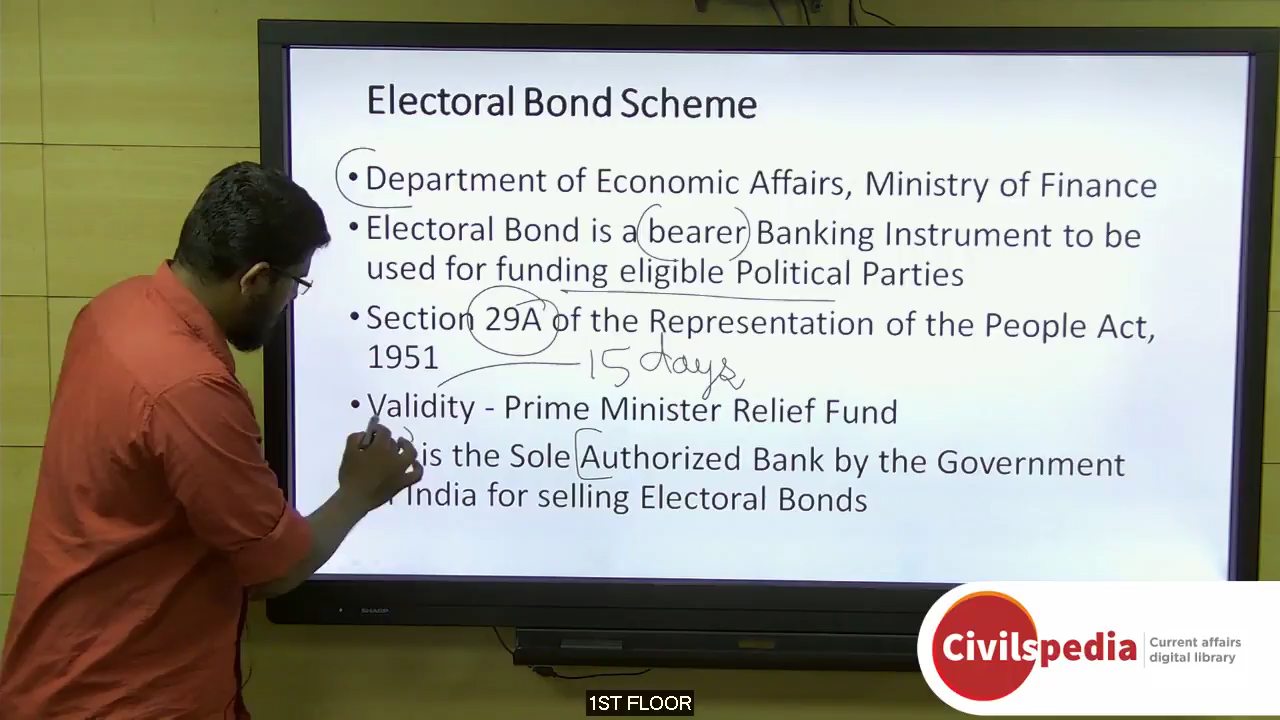 Electoral Bond Scheme
• Department of Economic Affairs, Ministry of Finance
• Electoral Bond is a bearer Banking Instrument to be
used for funding eligible Political Parties
• Section 29A of the Representation of the People Act,
1951
15 days
• Validity - Prime Minister Relief Fund
is the Sole Authorized Bank by the Government
India for selling Electoral Bonds
SHARP
Civilspedia
Current affairs
digital library
1ST FLOOR